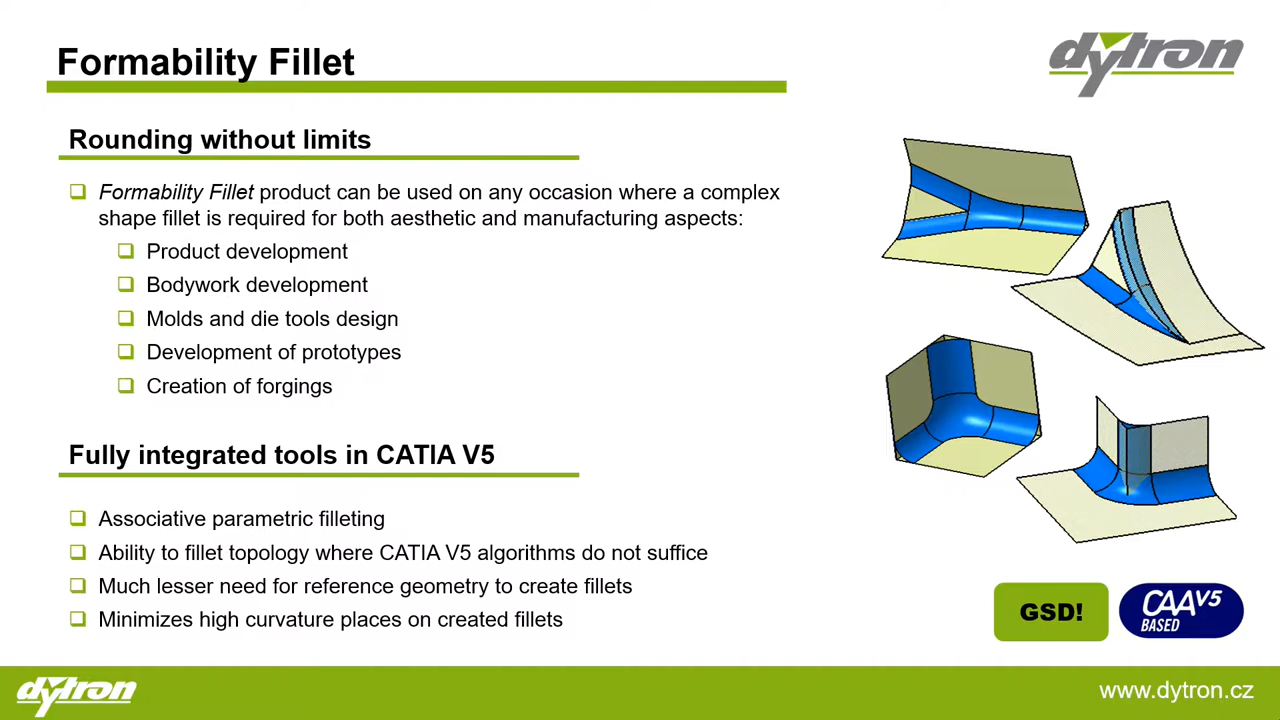 Formability Fillet
dytron
Rounding without limits
Formability Fillet product can be used on any occasion where a complex
shape fillet is required for both aesthetic and manufacturing aspects:
Product development
Bodywork development
Molds and die tools design
Development of prototypes
Creation of forgings
Fully integrated tools in CATIA V5
Associative parametric filleting
Ability to fillet topology where CATIA V5 algorithms do not suffice
Much lesser need for reference geometry to create fillets
Minimizes high curvature places on created fillets
GSD!
CAAV5
BASED
dytron
www.dytron.cz